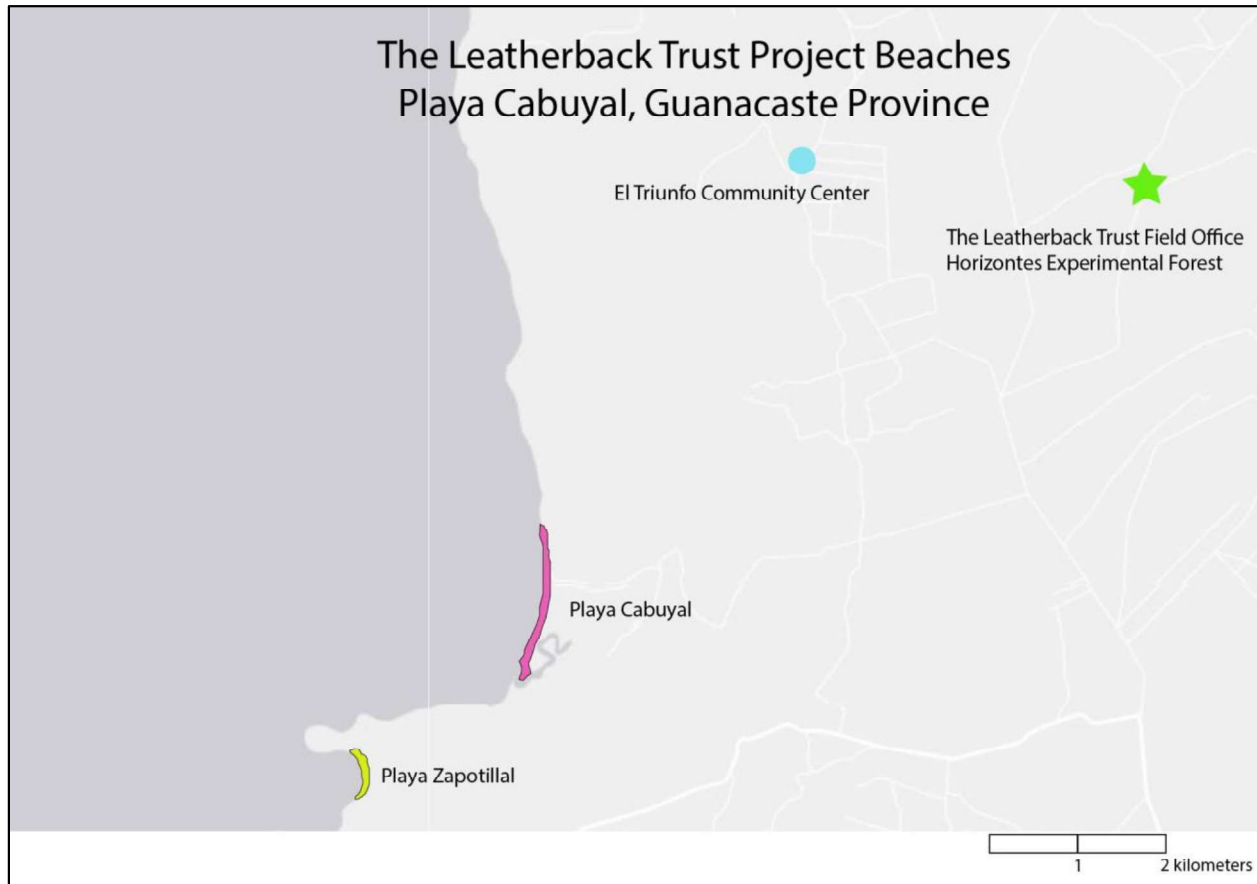 The Leatherback Trust Project Beaches
Playa Cabuyal, Guanacaste Province
El Triunfo Community Center
The Leatherback Trust Field Office
Horizontes Experimental Forest
Playa Cabuyal
Playa Zapotillal
1
2 kilometers